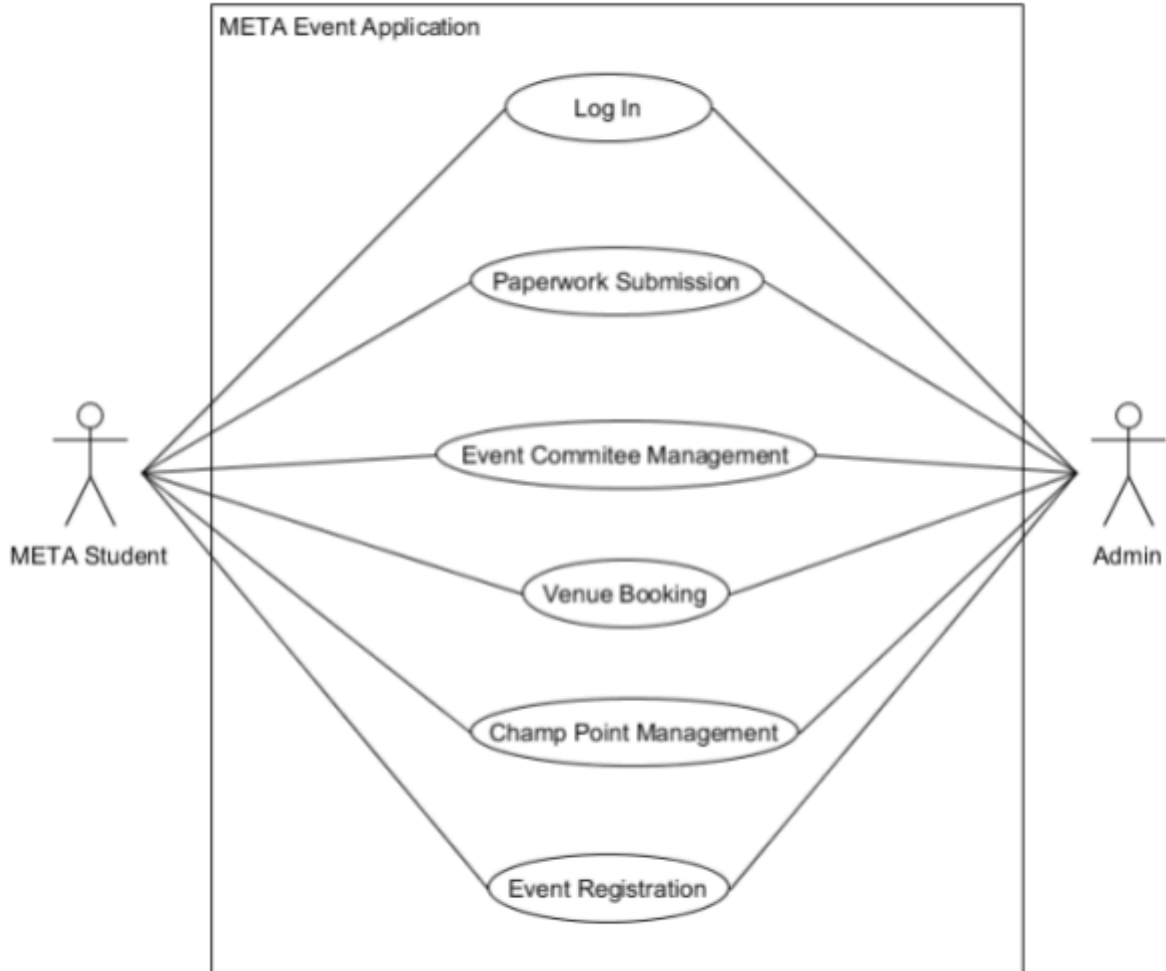 META Event Application
Log In
Paperwork Submission
Event Commitee Management
META Student
Admin
Venue Booking
Champ Point Management
Event Registration